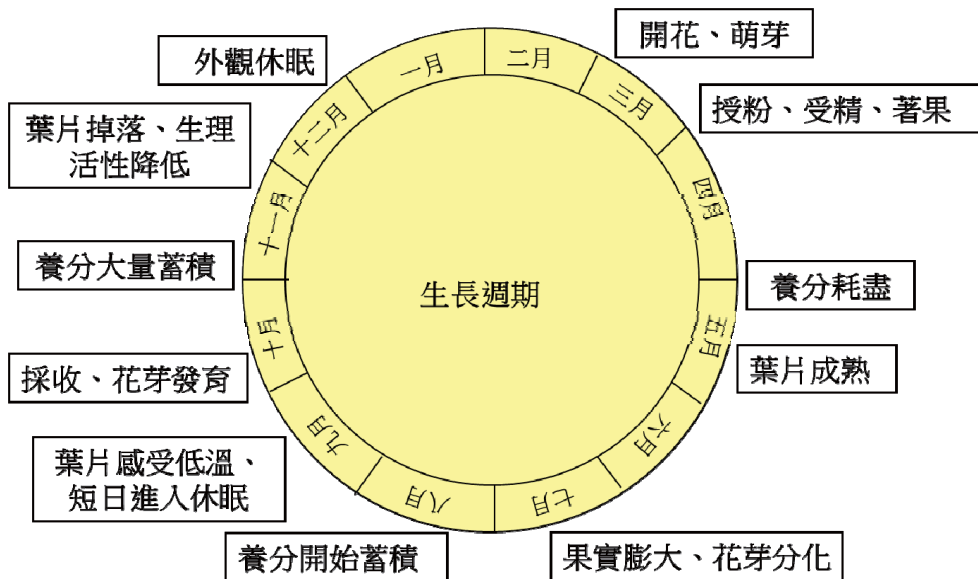 生長週期
一月
二月
三月
四月
五月
六月
七月
八月
九月
十月
十一月
十二月
開花、萌芽
授粉、受精、著果
養分耗盡
葉片成熟
果實膨大、花芽分化
養分開始蓄積
葉片感受低溫、
短日進入休眠
採收、花芽發育
養分大量蓄積
葉片掉落、生理
活性降低
外觀休眠